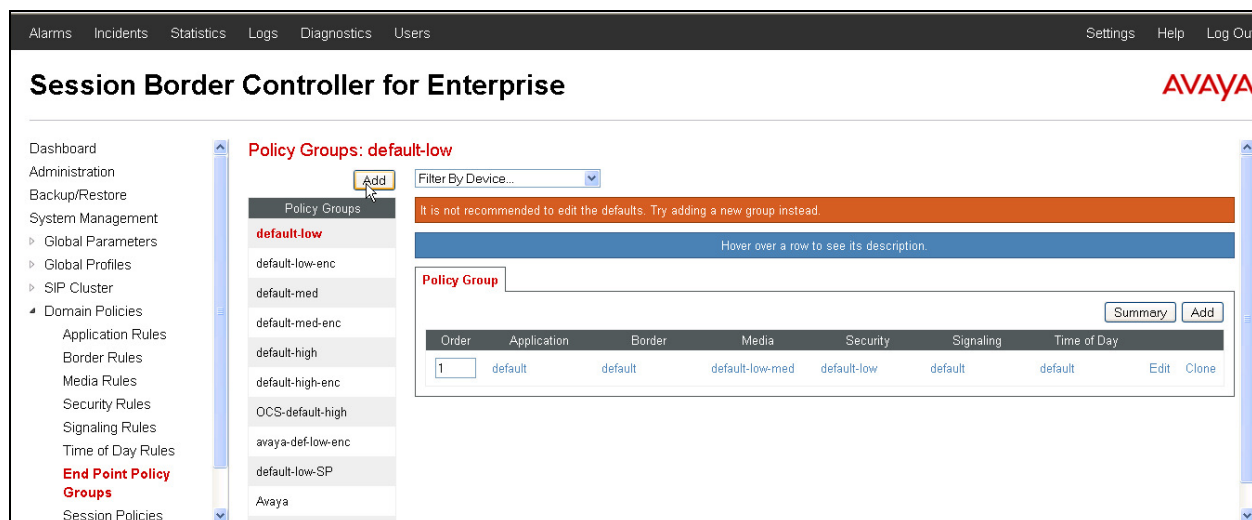 Alarms Incidents Statistics Logs Diagnostics Users Settings Help Log Ou
Session Border Controller for Enterprise
AVAYA
Dashboard
Administration
Backup/Restore
System Management
Global Parameters
Global Profiles
SIP Cluster
Domain Policies
Application Rules
Border Rules
Media Rules
Security Rules
Signaling Rules
Time of Day Rules
End Point Policy
Groups
Session Policies
Policy Groups: default-low
Add
Policy Groups
default-low
default-low-enc
default-med
default-med-enc
default-high
default-high-enc
OCS-default-high
avaya-def-low-enc
default-low-SP
Avaya
Filter By Device...
It is not recommended to edit the defaults. Try adding a new group instead.
Hover over a row to see its description.
Policy Group
Summary Add
Order Application Border Media Security Signaling Time of Day
1 default default default-low-med default-low default default Edit Clone